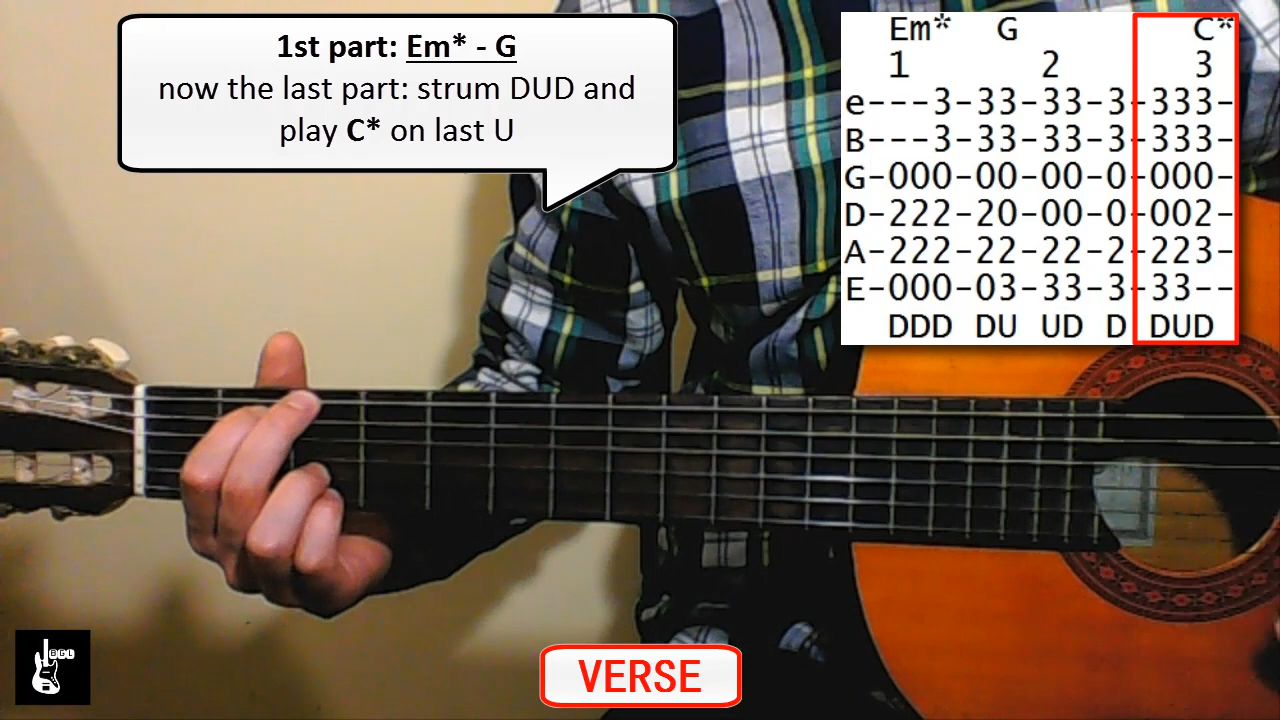 1st part: Em* - G
now the last part: strum DUD and
play C* on last U
Em* G C*
1 2 3
e---3-33-33-3-333-
B---3-33-33-3-333-
G-000-00-00-0-000-
D-222-20-00-0-002-
A-222-22-22-2-223-
E-000-03-33-3-33--
DDD DU UD D DUD
VERSE
BGL